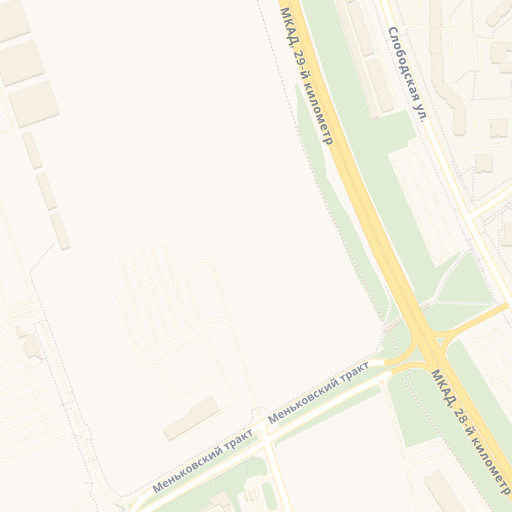 МКАД, 29-й километр
Слободская ул.
Меньковский тракт
МКАД, 28-й километр
Меньковский тракт